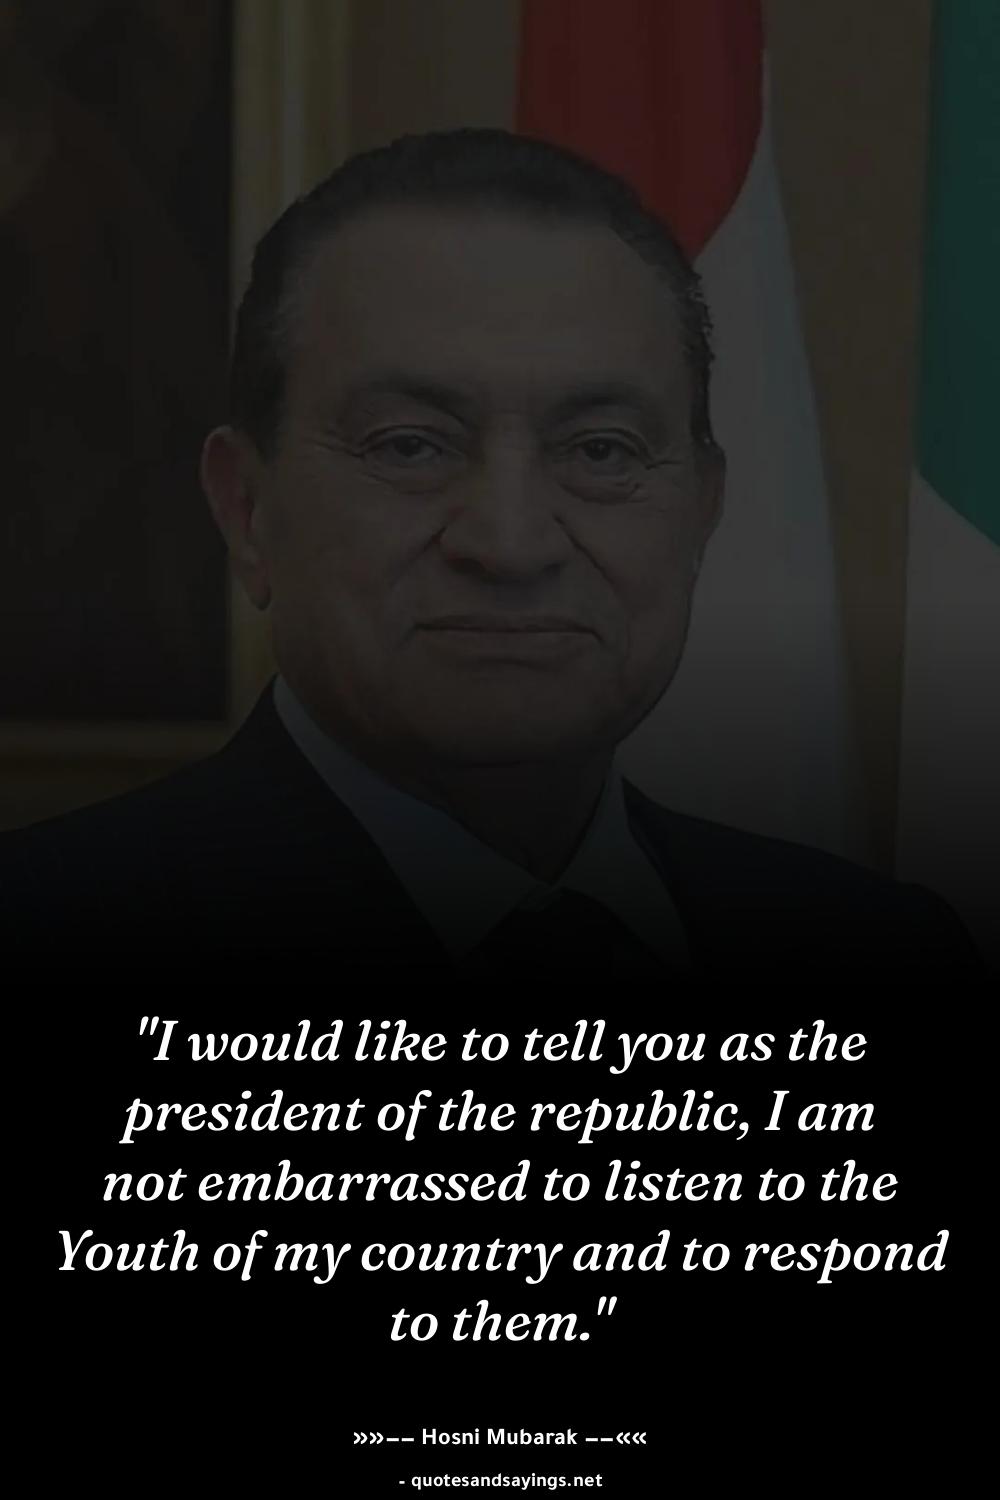 "I would like to tell you as the
president of the republic, I am
not embarrassed to listen to the
Youth of my country and to respond
to them."
»»−− Hosni Mubarak −−««
- quotesandsayings.net